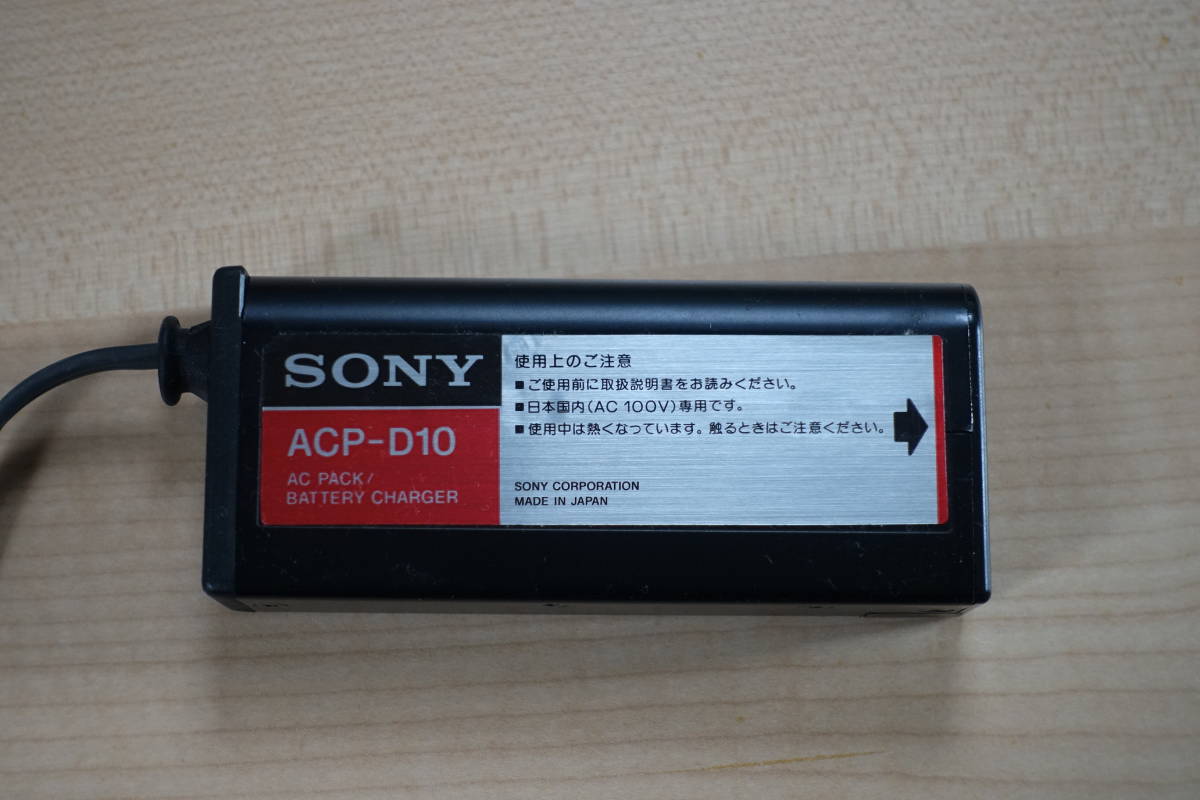 SONY
ACP-D10
AC PACK/
BATTERY CHARGER
使用上のご注意
■ご使用前に取扱説明書をお読みください。
■日本国内(AC 100V)専用です。
■使用中は熱くなっています。触るときはご注意ください。
SONY CORPORATION
MADE IN JAPAN